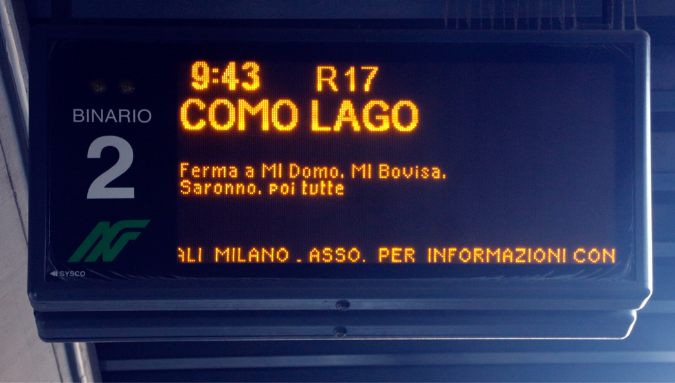 9:43 R17
BINARIO
2
COMO LAGO
Ferma a MI Domo, MI Bovisa,
Saronno, poi tutte
ALI MILANO . ASSO. PER INFORMAZIONI CON
SYSCO